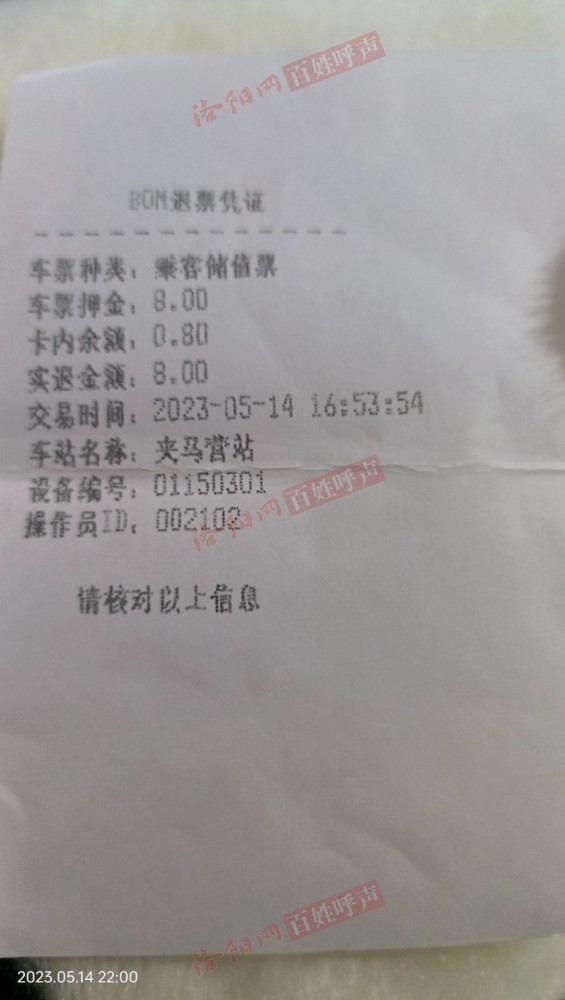 洛阳网 百姓呼声
BOM退票凭证
车票种类：乘客储值票
车票押金：8.00
卡内余额：0.80
实退金额：8.00
交易时间：2023-05-14 16:53:54
车站名称：夹马营站
设备编号：01150301
洛阳网 百姓呼声
操作员ID：002102
请核对以上信息
洛阳网 百姓呼声
2023.05.14 22:00